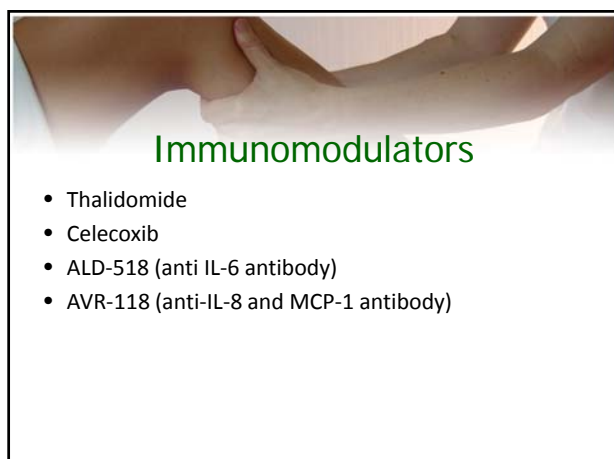 Immunomodulators
• Thalidomide
• Celecoxib
• ALD-518 (anti IL-6 antibody)
• AVR-118 (anti-IL-8 and MCP-1 antibody)